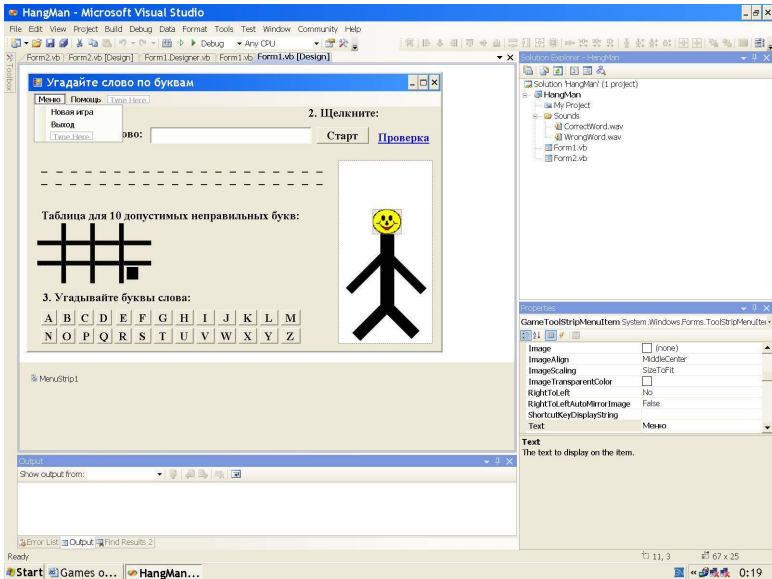 HangMan - Microsoft Visual Studio
File Edit View Project Build Debug Data Format Tools Test Window Community Help
Debug Any CPU
Form2.vb Form2.vb [Design] Form1.Designer.vb Form1.vb Form1.vb [Design]
Toolbox
Угадайте слово по буквам
Меню Помощь Type Here
Новая игра
Выход
Type Here
2. Щелкните:
ово:
Старт Проверка
Таблица для 10 допустимых неправильных букв:
3. Угадывайте буквы слова:
A B C D E F G H I J K L M
N O P Q R S T U V W X Y Z
MenuStrip1
Output
Show output from:
Error List Output Find Results 2
Solution Explorer - HangMan
Solution 'HangMan' (1 project)
HangMan
My Project
Sounds
CorrectWord.wav
WrongWord.wav
Form1.vb
Form2.vb
Properties
GameToolStripMenuItem System.Windows.Forms.ToolStripMenuIte
Image (none)
ImageAlign MiddleCenter
ImageScaling SizeToFit
ImageTransparentColor
RightToLeft No
RightToLeftAutoMirrorImage False
ShortcutKeyDisplayString
Text Меню
Text
The text to display on the item.
Ready 11, 3 67 x 25
Start Games o... HangMan... 0:19